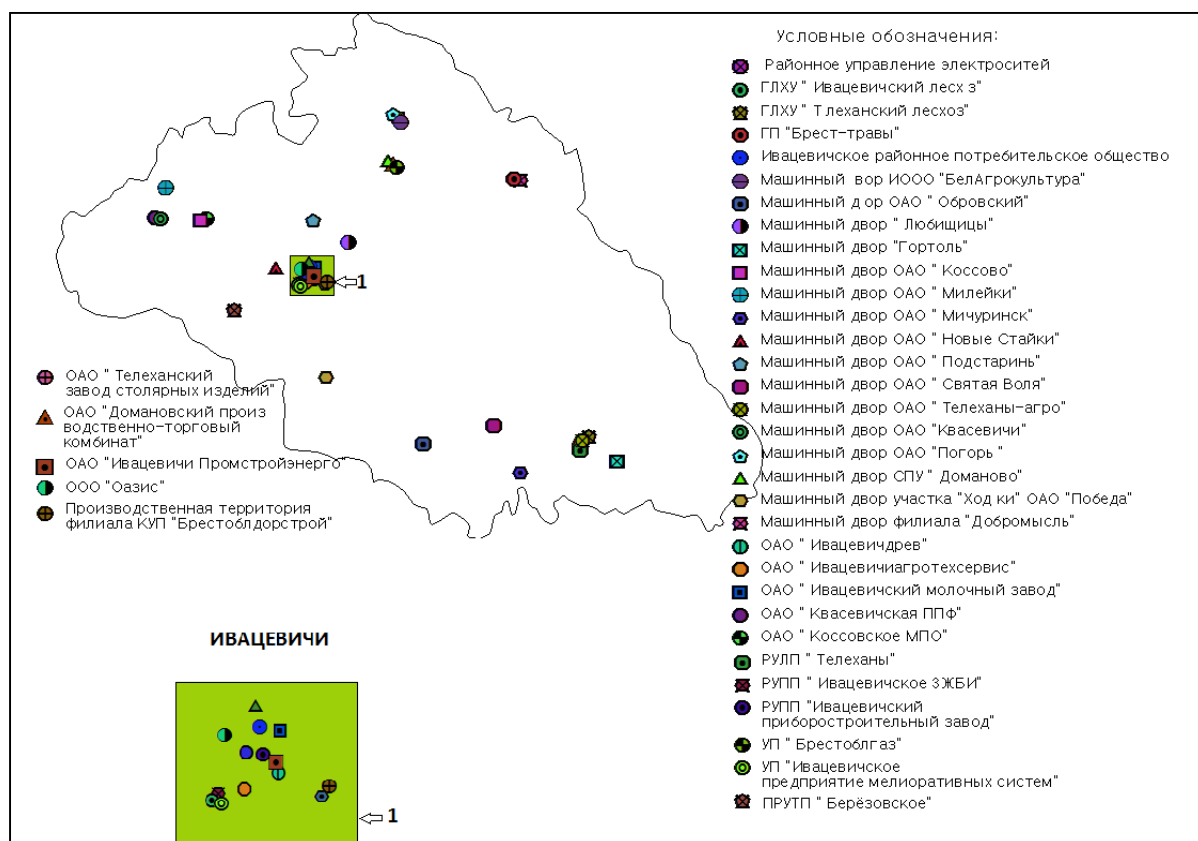 Условные обозначения:
Районное управление электроситей
ГЛХУ " Ивацевичский лесх з"
ГЛХУ " Т леханский лесхоз"
ГП "Брест-травы"
Ивацевичское районное потребительское общество
Машинный вор ИООО "БелАгрокультура"
Машинный д ор ОАО " Обровский"
Машинный двор " Любищицы"
Машинный двор "Гортоль"
Машинный двор ОАО " Коссово"
Машинный двор ОАО " Милейки"
Машинный двор ОАО " Мичуринск"
Машинный двор ОАО " Новые Стайки"
Машинный двор ОАО " Подстаринь"
Машинный двор ОАО " Святая Воля"
Машинный двор ОАО " Телеханы-агро"
Машинный двор ОАО "Квасевичи"
Машинный двор ОАО "Погорь"
Машинный двор СПУ " Доманово"
Машинный двор участка "Ход ки" ОАО "Победа"
Машинный двор филиала "Добромысль"
ОАО " Ивацевичдрев"
ОАО " Ивацевичиагротехсервис"
ОАО " Ивацевичский молочный завод"
ОАО " Квасевичская ППф"
ОАО " Коссовское МПО"
РУЛП " Телеханы"
РУПП " Ивацевичское ЗЖБИ"
РУПП "Ивацевичский
приборостроительный завод"
УП " Брестоблгаз"
УП "Ивацевичское
предприятие мелиоративных систем"
ПРУТП " Берёзовское"
1
ОАО " Телеханский
завод столярных изделий"
ОАО "Домановский произ
водственно-торговый
комбинат"
ОАО "Ивацевичи Промстройэнерго"
ООО "Оазис"
Производственная территория
филиала КУП "Брестоблдорстрой"
ИВАЦЕВИЧИ
1